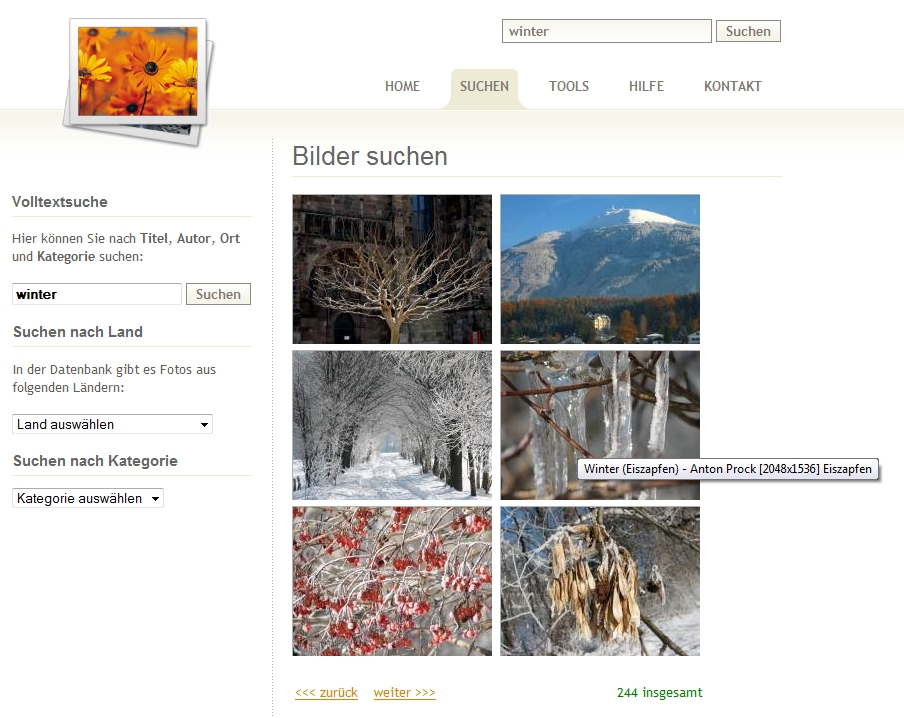 winter
Suchen
HOME
SUCHEN
TOOLS
HILFE
KONTAKT
Bilder suchen
Volltextsuche
Hier können Sie nach Titel, Autor, Ort
und Kategorie suchen:
winter
Suchen
Suchen nach Land
In der Datenbank gibt es Fotos aus
folgenden Ländern:
Land auswählen
Suchen nach Kategorie
Kategorie auswählen
Winter (Eiszapfen) - Anton Prock [2048x1536] Eiszapfen
<<< zurück
weiter >>>
244 insgesamt